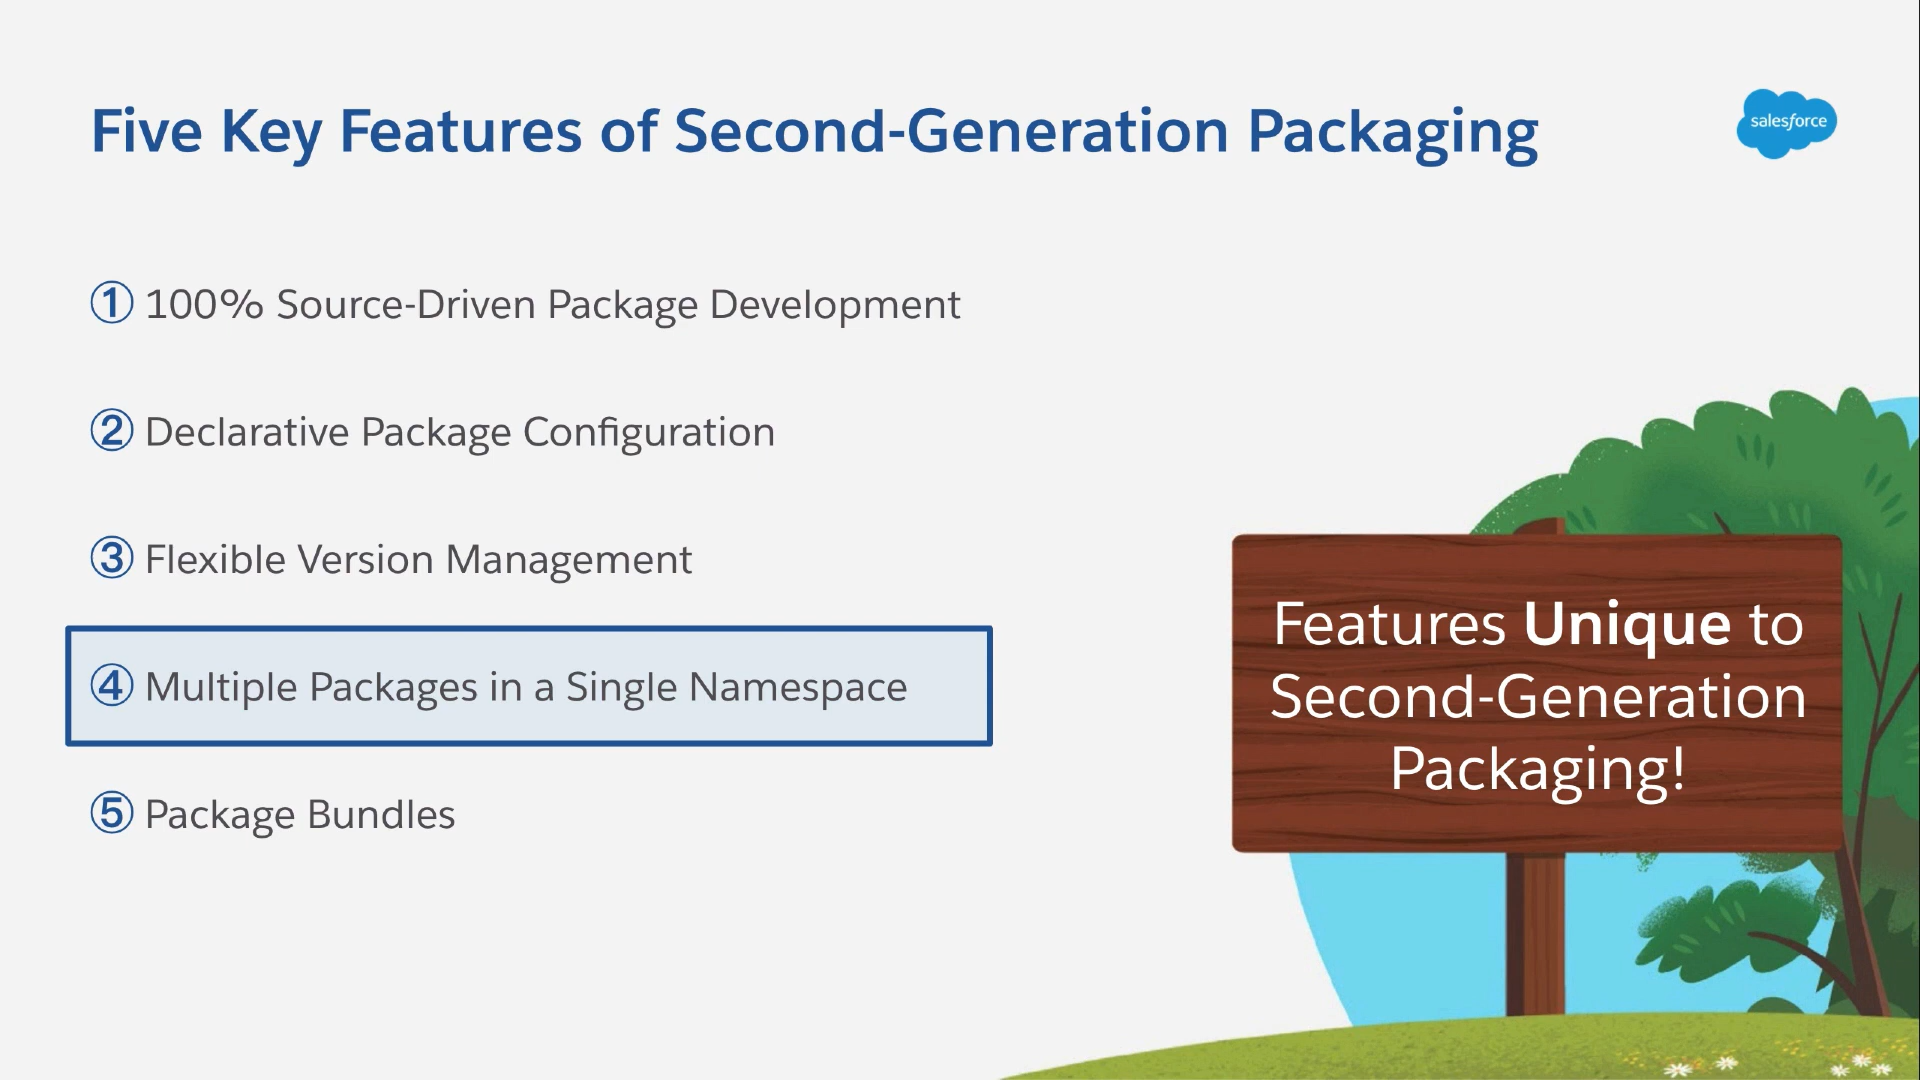 Five Key Features of Second-Generation Packaging
salesforce
① 100% Source-Driven Package Development
② Declarative Package Configuration
③ Flexible Version Management
④ Multiple Packages in a Single Namespace
⑤ Package Bundles
Features Unique to
Second-Generation
Packaging!